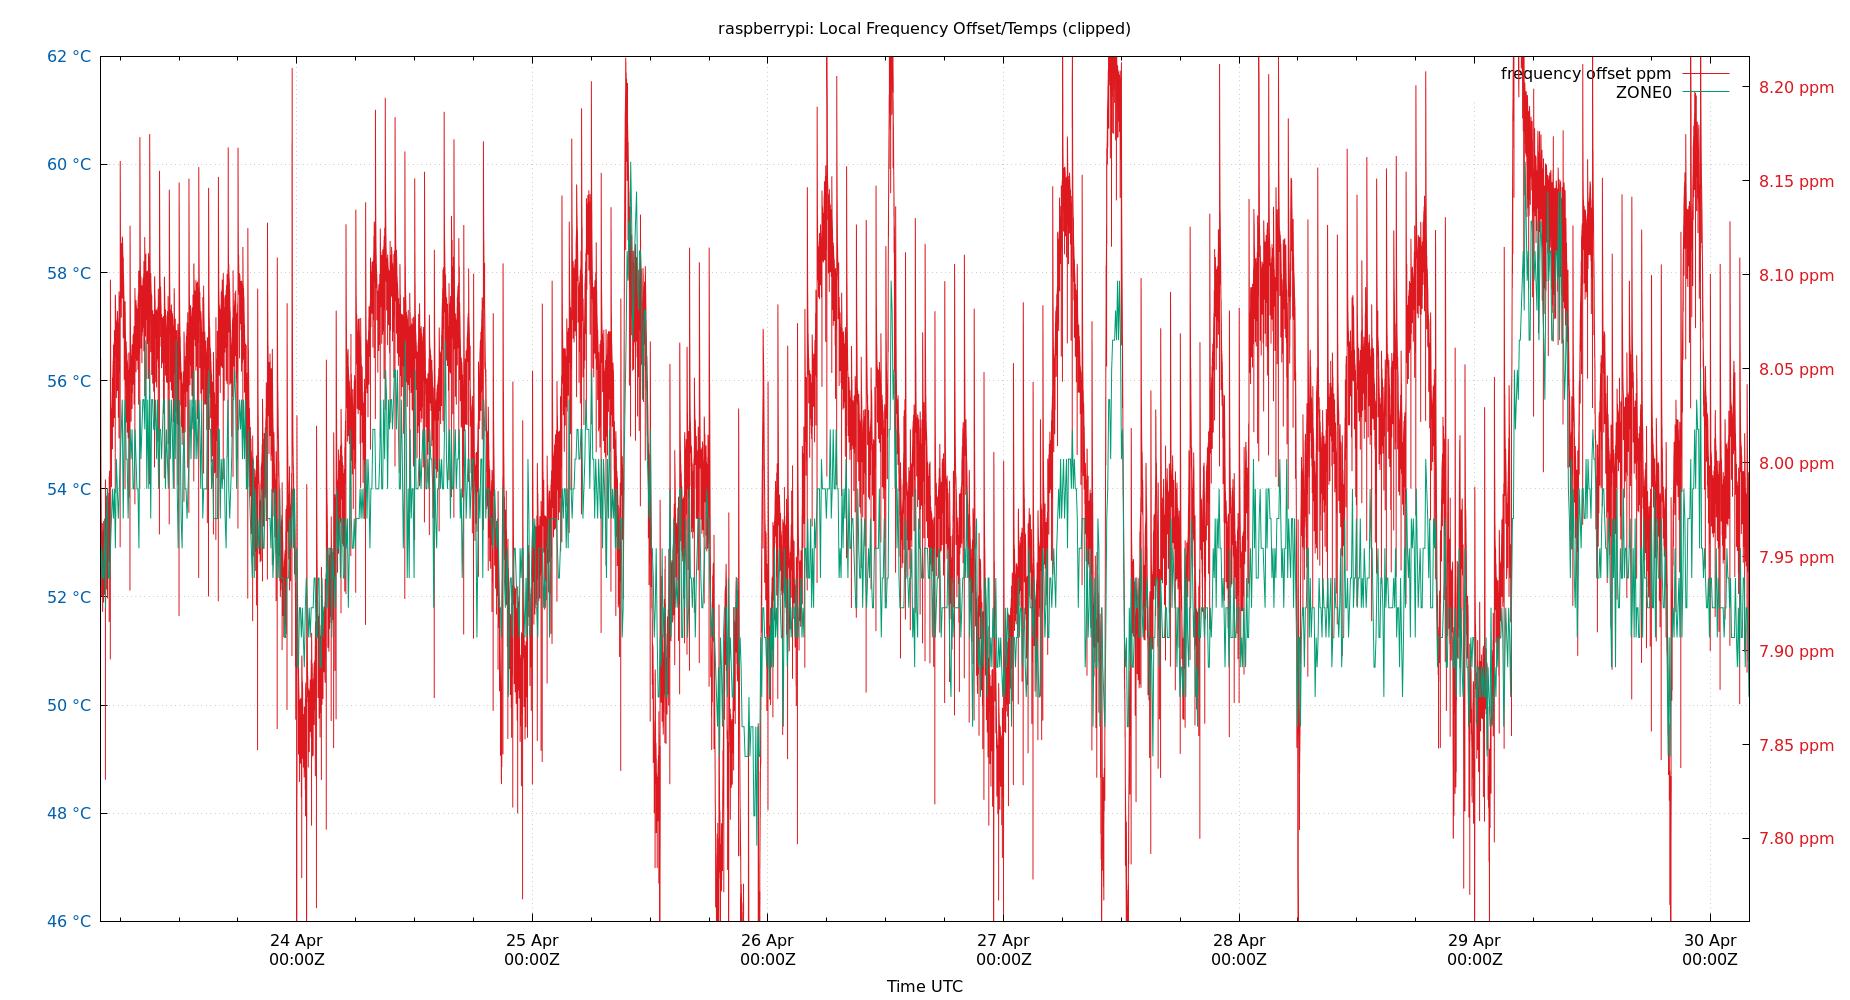 raspberrypi: Local Frequency Offset/Temps (clipped)
62 °C
60 °C
58 °C
56 °C
54 °C
52 °C
50 °C
48 °C
46 °C
frequency offset ppm
ZONE0
8.20 ppm
8.15 ppm
8.10 ppm
8.05 ppm
8.00 ppm
7.95 ppm
7.90 ppm
7.85 ppm
7.80 ppm
24 Apr
00:00Z
25 Apr
00:00Z
26 Apr
00:00Z
27 Apr
00:00Z
28 Apr
00:00Z
29 Apr
00:00Z
30 Apr
00:00Z
Time UTC